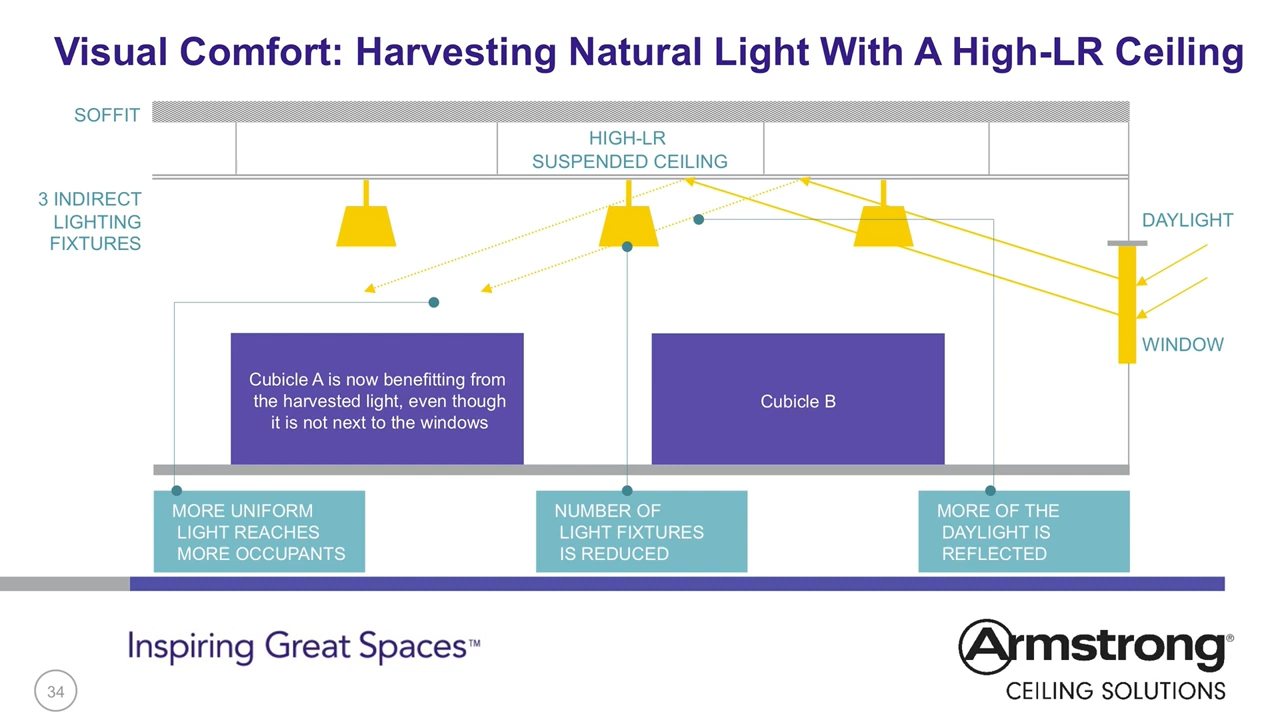 Visual Comfort: Harvesting Natural Light With A High-LR Ceiling
SOFFIT
HIGH-LR
SUSPENDED CEILING
3 INDIRECT
LIGHTING
FIXTURES
DAYLIGHT
WINDOW
Cubicle A is now benefitting from
the harvested light, even though
it is not next to the windows
Cubicle B
MORE UNIFORM
LIGHT REACHES
MORE OCCUPANTS
NUMBER OF
LIGHT FIXTURES
IS REDUCED
MORE OF THE
DAYLIGHT IS
REFLECTED
Inspiring Great Spaces™
Armstrong®
CEILING SOLUTIONS
34